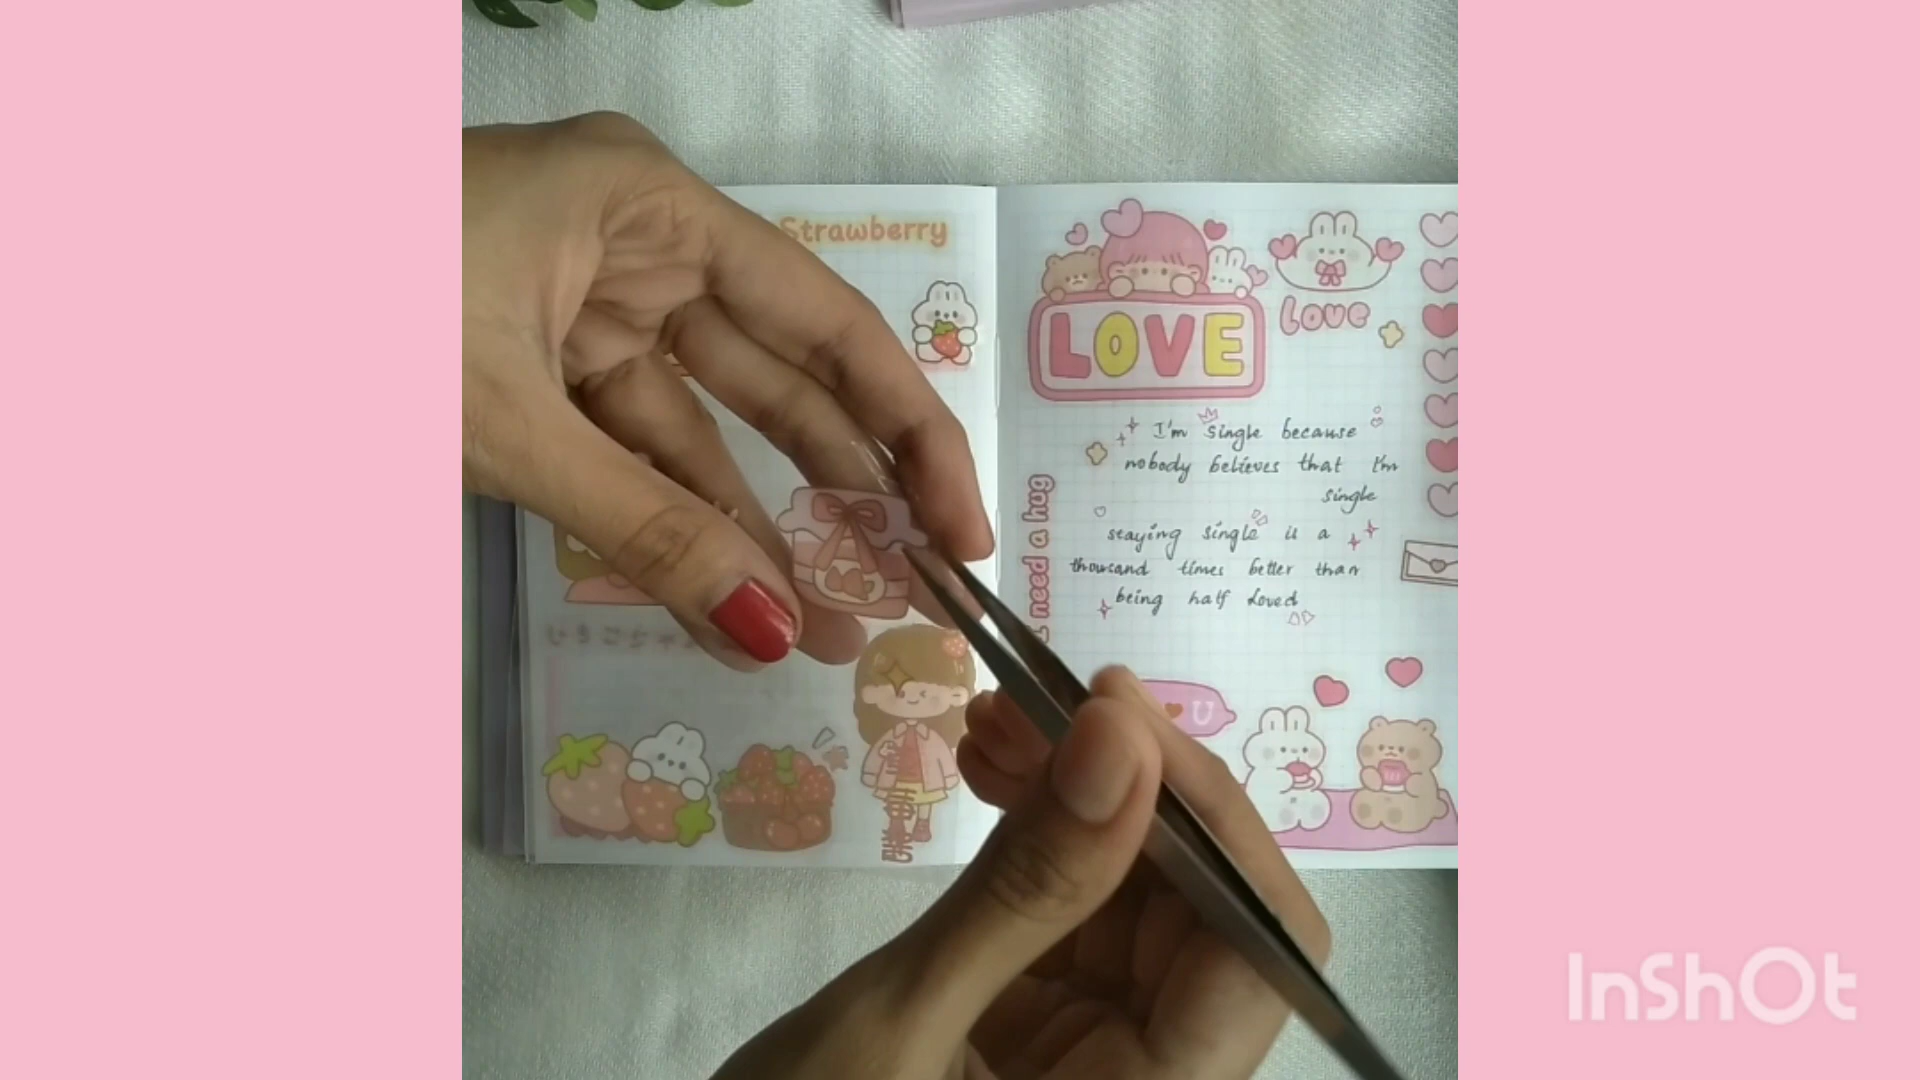 Strawberry
LOVE
Love
I'm single because
nobody believes that I'm
single
staying single is a
thousand times better than
being half loved
need a hug
U
InShOt